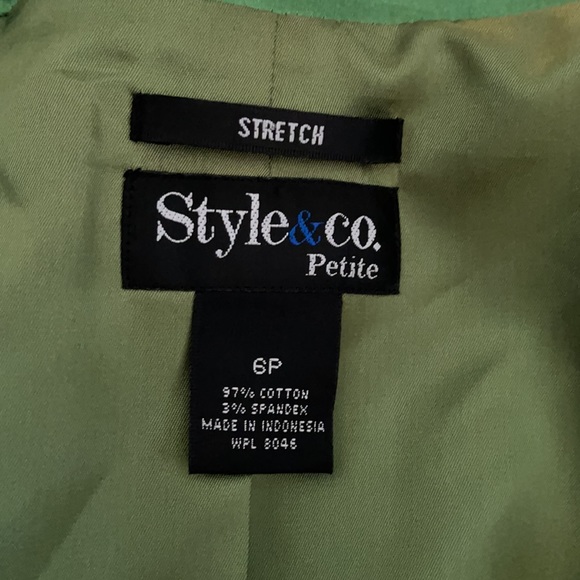 STRETCH
Style&co.
Petite
6P
97% COTTON
3% SPANDEX
MADE IN INDONESIA
WPL 8046